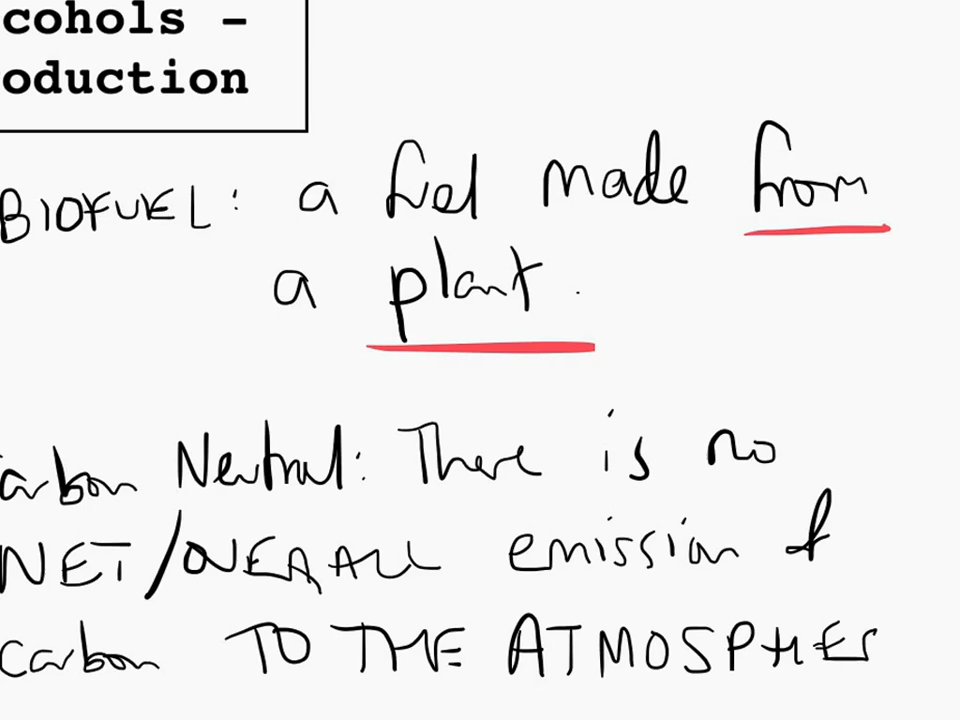 cohols -
oduction
BIOFUEL: a fuel made from
a plant.
arbon Neutral: There is no
NET/OVERALL emission of
carbon TO THE ATMOSPHER